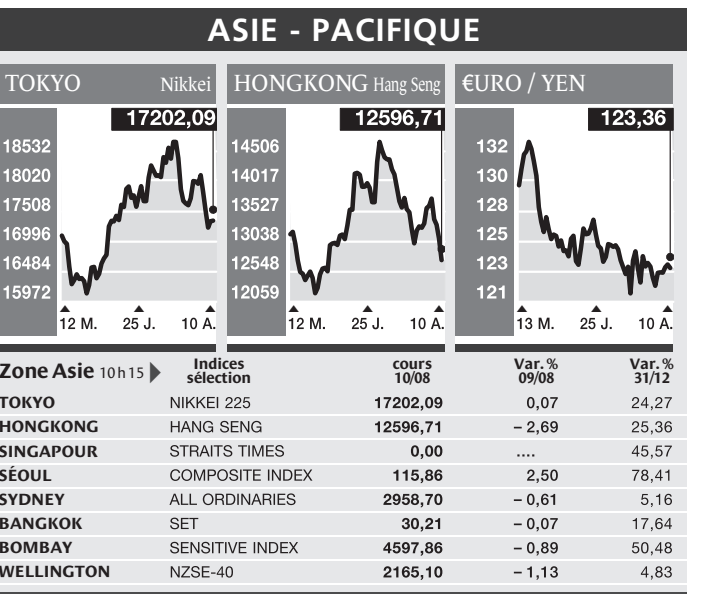 ASIE - PACIFIQUE
TOKYO Nikkei
17202,09
18532
18020
17508
16996
16484
15972
12 M. 25 J. 10 A.
HONGKONG Hang Seng
12596,71
14506
14017
13527
13038
12548
12059
12 M. 25 J. 10 A.
€URO / YEN
123,36
132
130
128
125
123
121
13 M. 25 J. 10 A.
Zone Asie 10h15 Indices sélection cours 10/08 Var. % 09/08 Var. % 31/12
TOKYO NIKKEI 225 17202,09 0,07 24,27
HONGKONG HANG SENG 12596,71 – 2,69 25,36
SINGAPOUR STRAITS TIMES 0,00 .... 45,57
SÉOUL COMPOSITE INDEX 115,86 2,50 78,41
SYDNEY ALL ORDINARIES 2958,70 – 0,61 5,16
BANGKOK SET 30,21 – 0,07 17,64
BOMBAY SENSITIVE INDEX 4597,86 – 0,89 50,48
WELLINGTON NZSE-40 2165,10 – 1,13 4,83